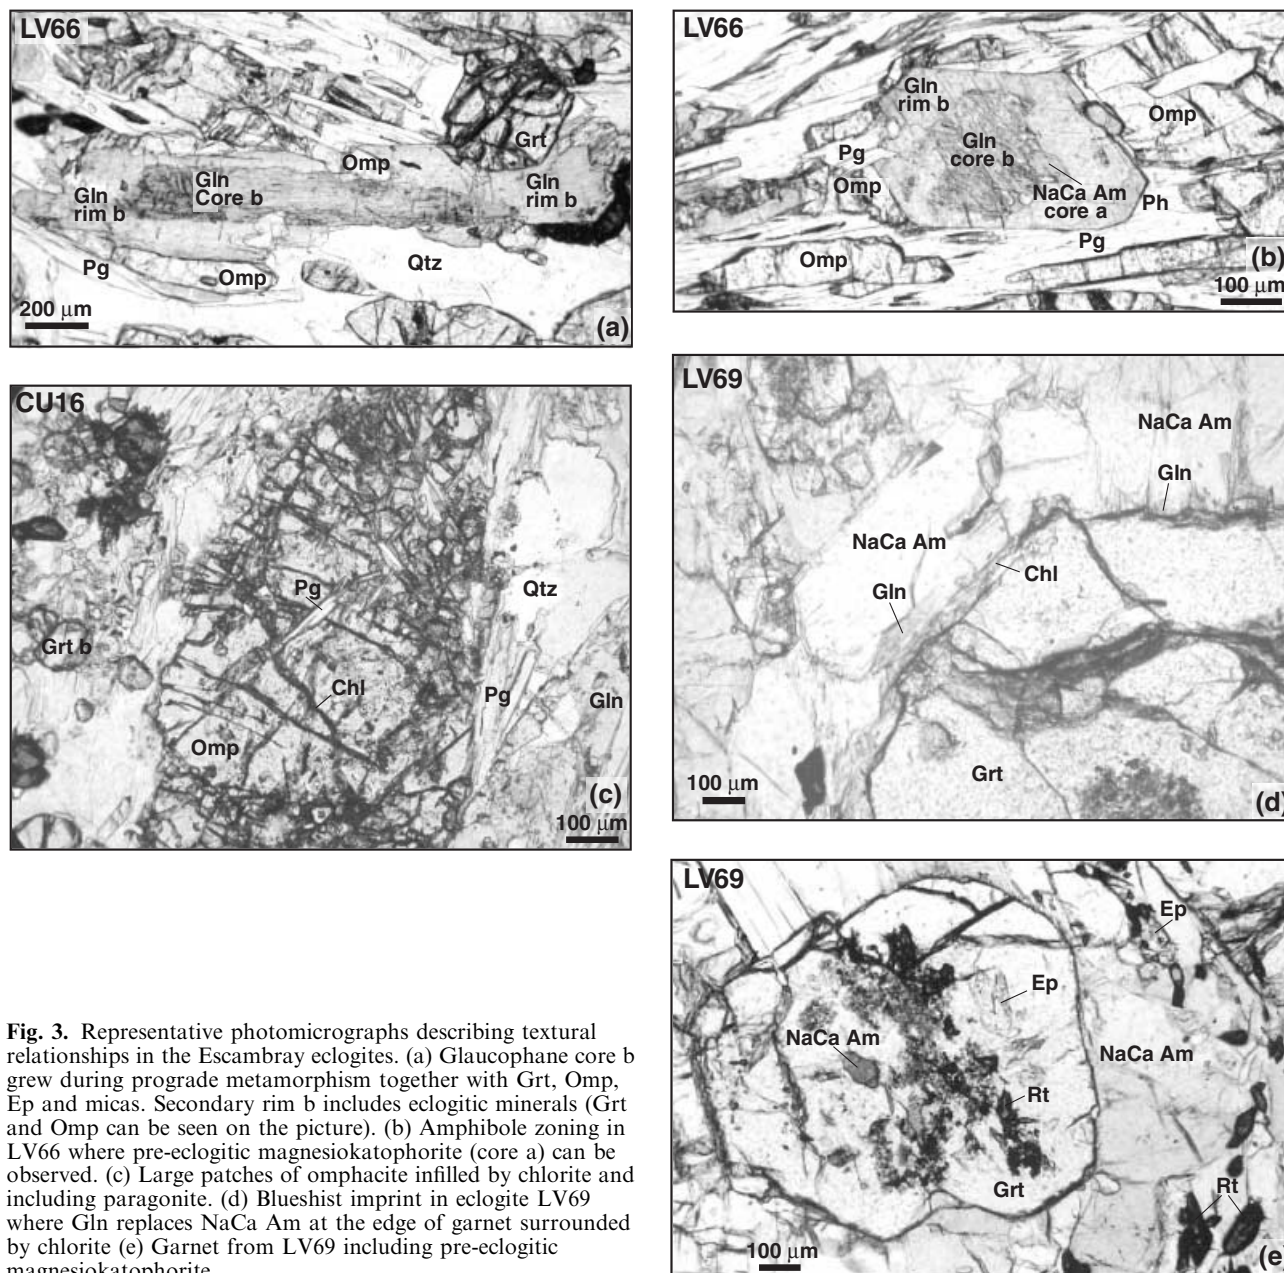 LV66
Grt
Omp
Gln
Core b
Gln
rim b
Gln
rim b
Pg
Omp
Qtz
200 μm
(a)
LV66
Gln
rim b
Omp
Gln
core b
Pg
Omp
NaCa Am
core a
Ph
Pg
Omp
(b)
100 μm
CU16
Pg
Qtz
Grt b
Chl
Pg
Gln
Omp
(c)
100 μm
LV69
NaCa Am
Gln
NaCa Am
Chl
Gln
Grt
100 μm
(d)
LV69
Ep
Ep
NaCa Am
NaCa Am
Rt
Grt
Rt
100 μm
(e)
Fig. 3. Representative photomicrographs describing textural
relationships in the Escambray eclogites. (a) Glaucophane core b
grew during prograde metamorphism together with Grt, Omp,
Ep and micas. Secondary rim b includes eclogitic minerals (Grt
and Omp can be seen on the picture). (b) Amphibole zoning in
LV66 where pre-eclogitic magnesiokatophorite (core a) can be
observed. (c) Large patches of omphacite infilled by chlorite and
including paragonite. (d) Blueshist imprint in eclogite LV69
where Gln replaces NaCa Am at the edge of garnet surrounded
by chlorite (e) Garnet from LV69 including pre-eclogitic
magnesiokatophorite.